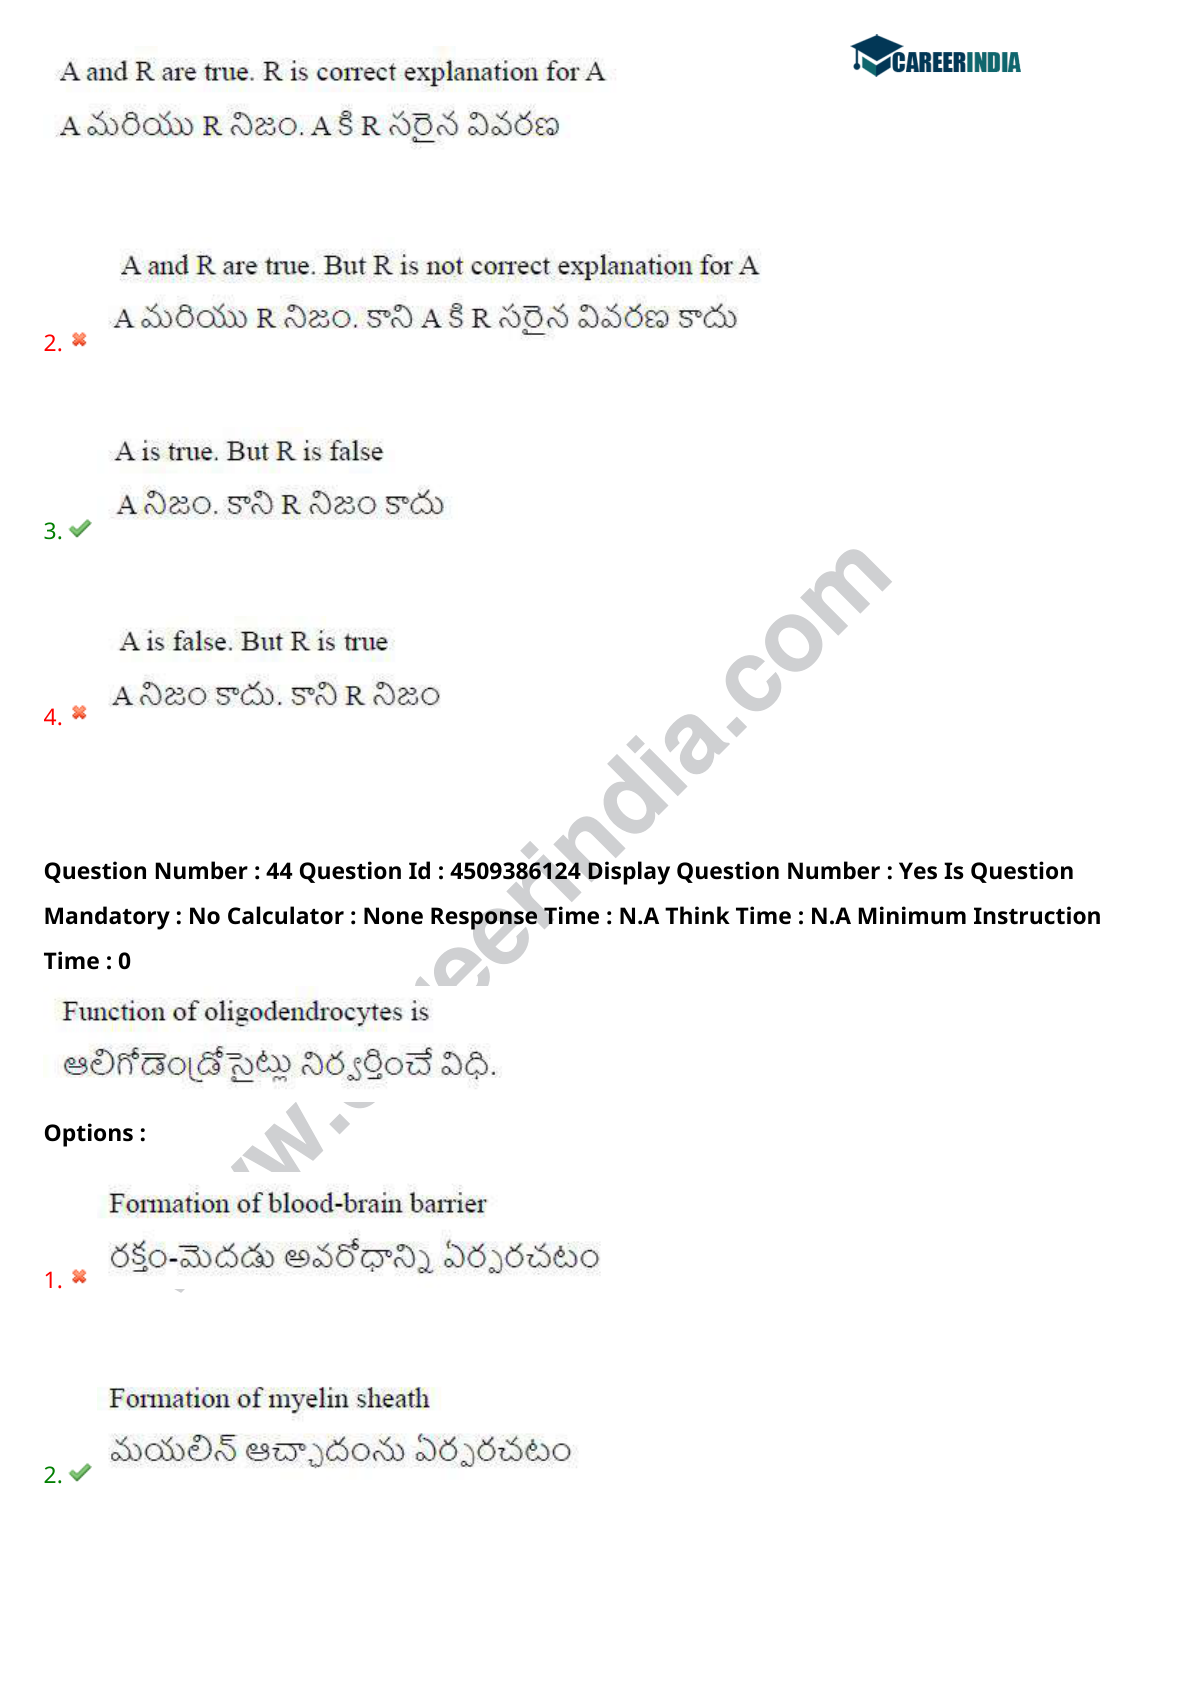 CAREERINDIA
A and R are true. R is correct explanation for A
A మరియు R నిజం. A కి R సరైన వివరణ
A and R are true. But R is not correct explanation for A
A మరియు R నిజం. కాని A కి R సరైన వివరణ కాదు
2.
A is true. But R is false
A నిజం. కాని R నిజం కాదు
3.
A is false. But R is true
A నిజం కాదు. కాని R నిజం
4.
Question Number : 44 Question Id : 4509386124 Display Question Number : Yes Is Question
Mandatory : No Calculator : None Response Time : N.A Think Time : N.A Minimum Instruction
Time : 0
Function of oligodendrocytes is
ఆలిగోడెండ్రోసైట్లు నిర్వర్తించే విధి.
Options :
Formation of blood-brain barrier
రక్తం-మెదడు అవరోధాన్ని ఏర్పరచటం
1.
Formation of myelin sheath
మయలిన్ ఆచ్ఛాదంను ఏర్పరచటం
2.